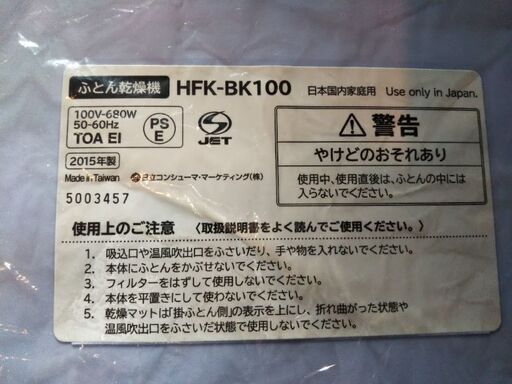 ふとん乾燥機 HFK-BK100 日本国内家庭用 Use only in Japan.
100V-680W
50-60Hz
TOA EI
PS
E
JET
2015年製
Made in Taiwan 日立コンシューマ・マーケティング(株)
5003457
警告
やけどのおそれあり
使用中、使用直後は、ふとんの中には
入らないでください。
使用上のご注意 〈取扱説明書をよく読んでご使用ください。〉
1. 吸込口や温風吹出口をふさいだり、手や物を入れないでください。
2. 本体にふとんをかぶせないでください。
3. フィルターをはずして使用しないでください。
4. 本体を平置きにして使わないでください。
5. 乾燥マットは「掛ふとん側」の表示を上にし、折れ曲がった状態や
温風吹出口をふさいだ状態で使用しないでください。